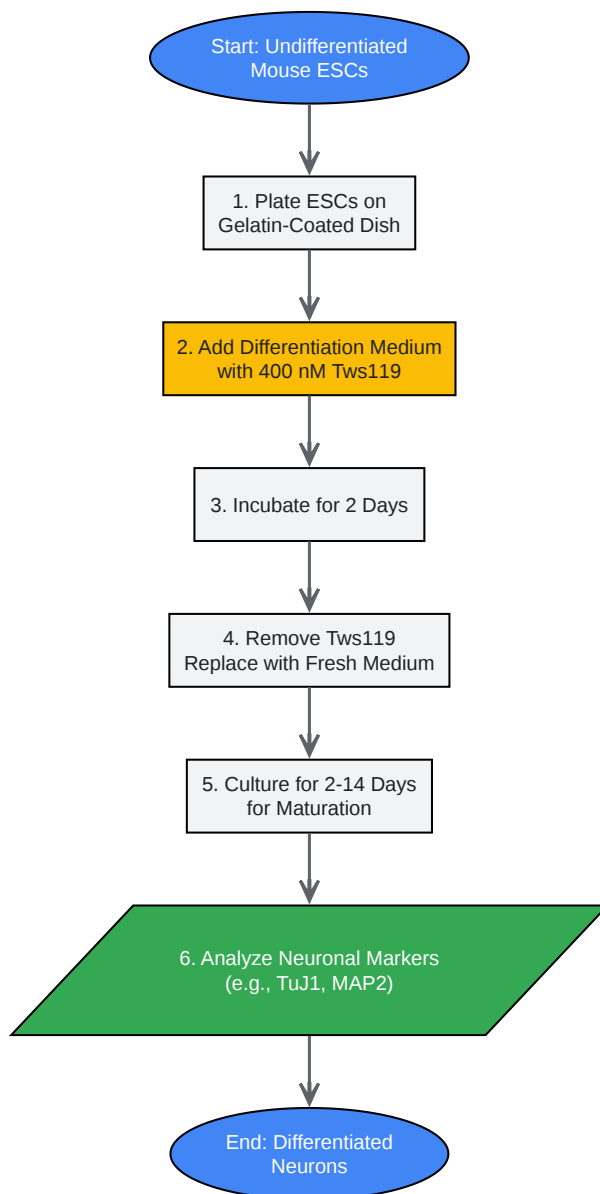 Start: Undifferentiated
Mouse ESCs
1. Plate ESCs on
Gelatin-Coated Dish
2. Add Differentiation Medium
with 400 nM Tws119
3. Incubate for 2 Days
4. Remove Tws119
Replace with Fresh Medium
5. Culture for 2-14 Days
for Maturation
6. Analyze Neuronal Markers
(e.g., TuJ1, MAP2)
End: Differentiated
Neurons